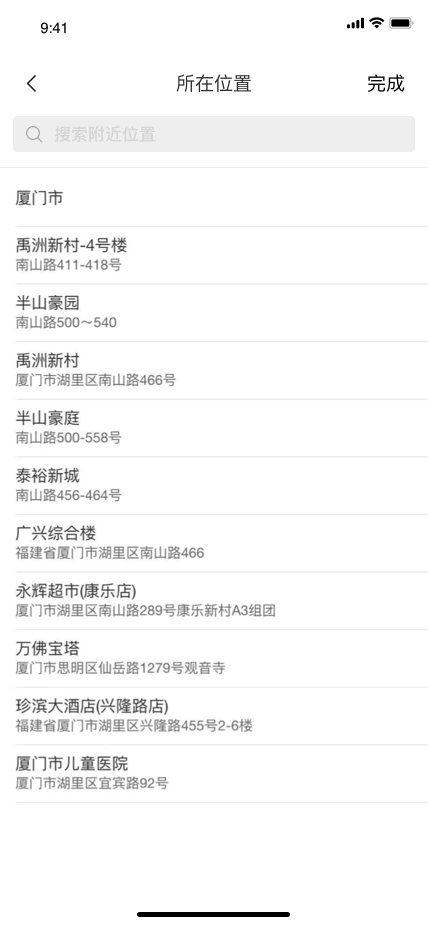 9:41
所在位置
完成
搜索附近位置
厦门市
禹洲新村-4号楼
南山路411-418号
半山豪园
南山路500～540
禹洲新村
厦门市湖里区南山路466号
半山豪庭
南山路500-558号
泰裕新城
南山路456-464号
广兴综合楼
福建省厦门市湖里区南山路466
永辉超市(康乐店)
厦门市湖里区南山路289号康乐新村A3组团
万佛宝塔
厦门市思明区仙岳路1279号观音寺
珍滨大酒店(兴隆路店)
福建省厦门市湖里区兴隆路455号2-6楼
厦门市儿童医院
厦门市湖里区宜宾路92号